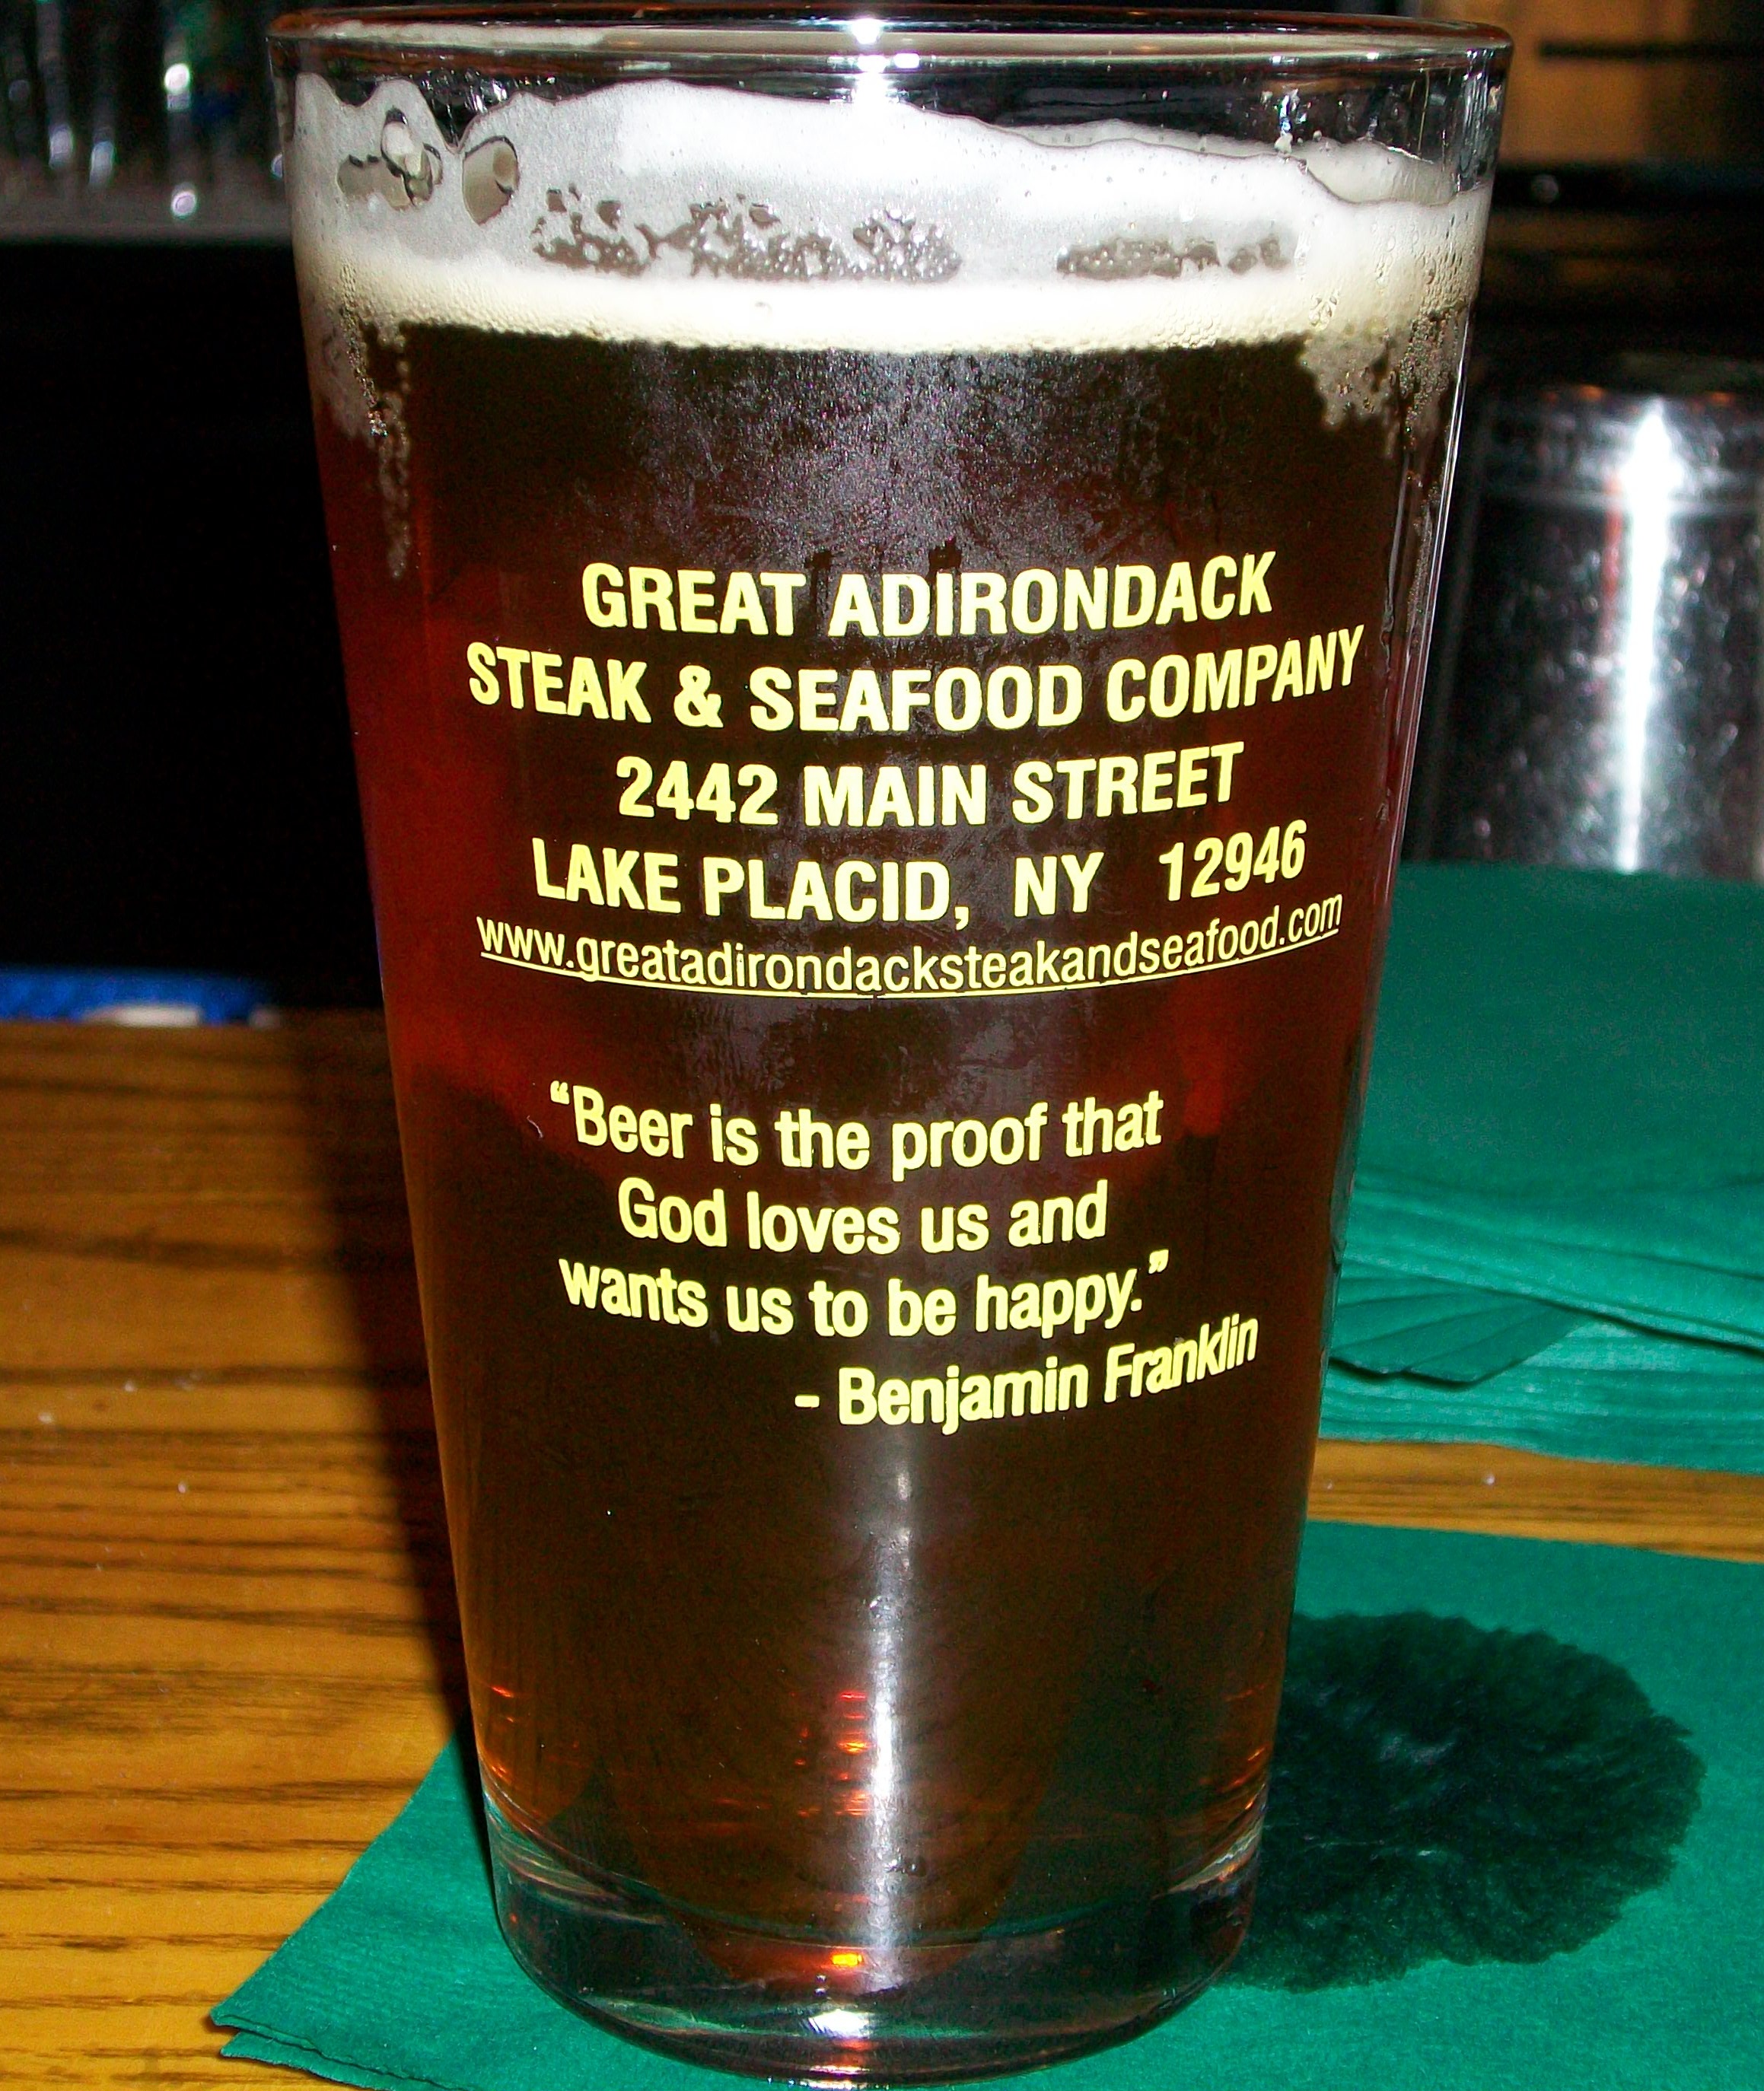 GREAT ADIRONDACK
STEAK & SEAFOOD COMPANY
2442 MAIN STREET
LAKE PLACID, NY 12946
www.greatadirondacksteakandseafood.com
“Beer is the proof that
God loves us and
wants us to be happy.”
- Benjamin Franklin